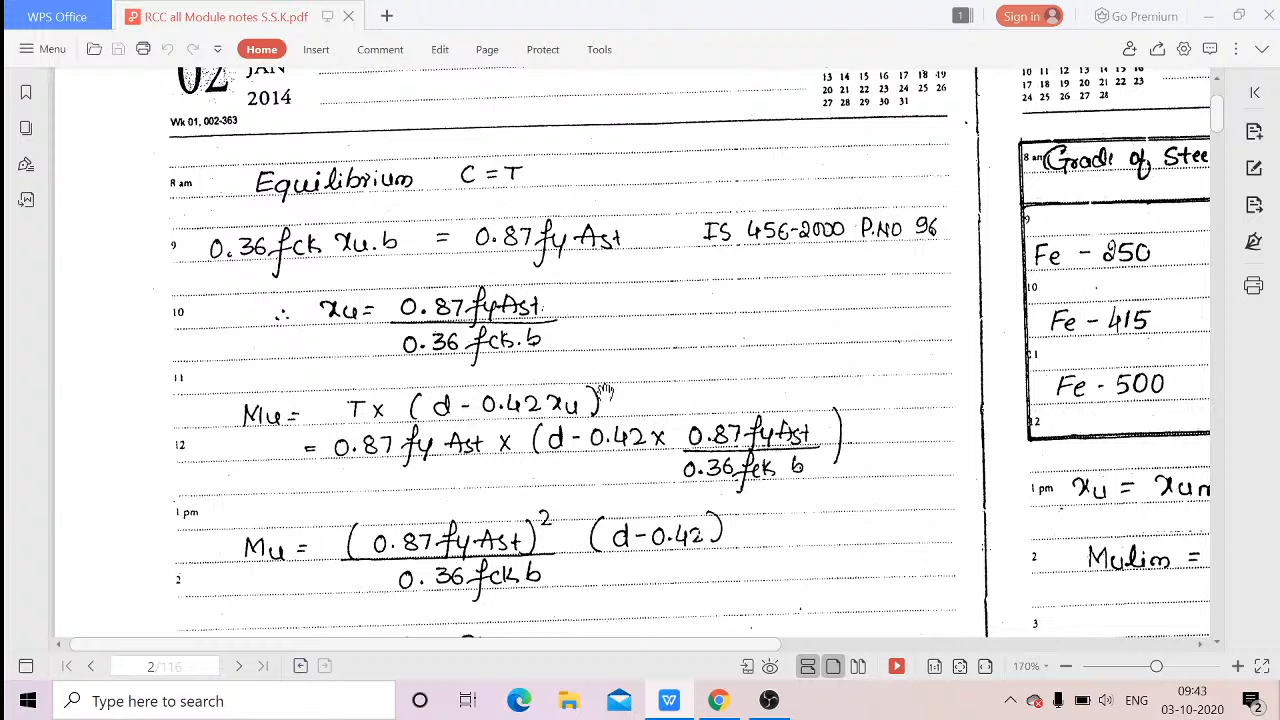 WPS Office
RCC all Module notes S.S.K.pdf
1
Sign in
Go Premium
Menu
Home
Insert
Comment
Edit
Page
Protect
Tools
02 JAN
2014
Wk 01, 002-363
13 14 15 16 17 18 19
20 21 22 23 24 25 26
27 28 29 30 31
17 18 19 20 21 22 23
24 25 26 27 28
8 am Equilibrium C = T
9 0.36 fck xu.b = 0.87 fy Ast IS 456-2000 P.NO 96
10 ∴ xu = 0.87 fy Ast
0.36 fck.b
11
Mu = T x (d - 0.42 xu)
12 = 0.87 fy Ast x (d - 0.42 x 0.87 fy Ast)
0.36 fck b
1 pm
Mu = (0.87 fy Ast)2 (d - 0.42)
2 0.36 fck b
8 am Grade of Stee
9
Fe - 250
10
Fe - 415
11
Fe - 500
12
1 pm xu = xum
2 Mulim =
3
2/116
170%
Type here to search
W
ENG
09:43
03-10-2020
2